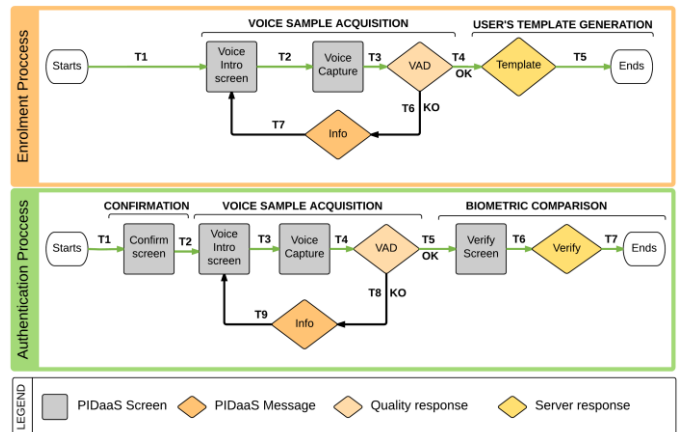 VOICE SAMPLE ACQUISITION
USER'S TEMPLATE GENERATION
Enrolment Proccess
Starts
T1
Voice
Intro
screen
T2
Voice
Capture
T3
VAD
T4
OK
Template
T5
Ends
T6
KO
T7
Info
Authentication Proccess
CONFIRMATION
VOICE SAMPLE ACQUISITION
BIOMETRIC COMPARISON
Starts
T1
Confirm
screen
T2
Voice
Intro
screen
T3
Voice
Capture
T4
VAD
T5
OK
Verify
Screen
T6
Verify
T7
Ends
T8
KO
T9
Info
LEGEND
PIDaaS Screen
PIDaaS Message
Quality response
Server response